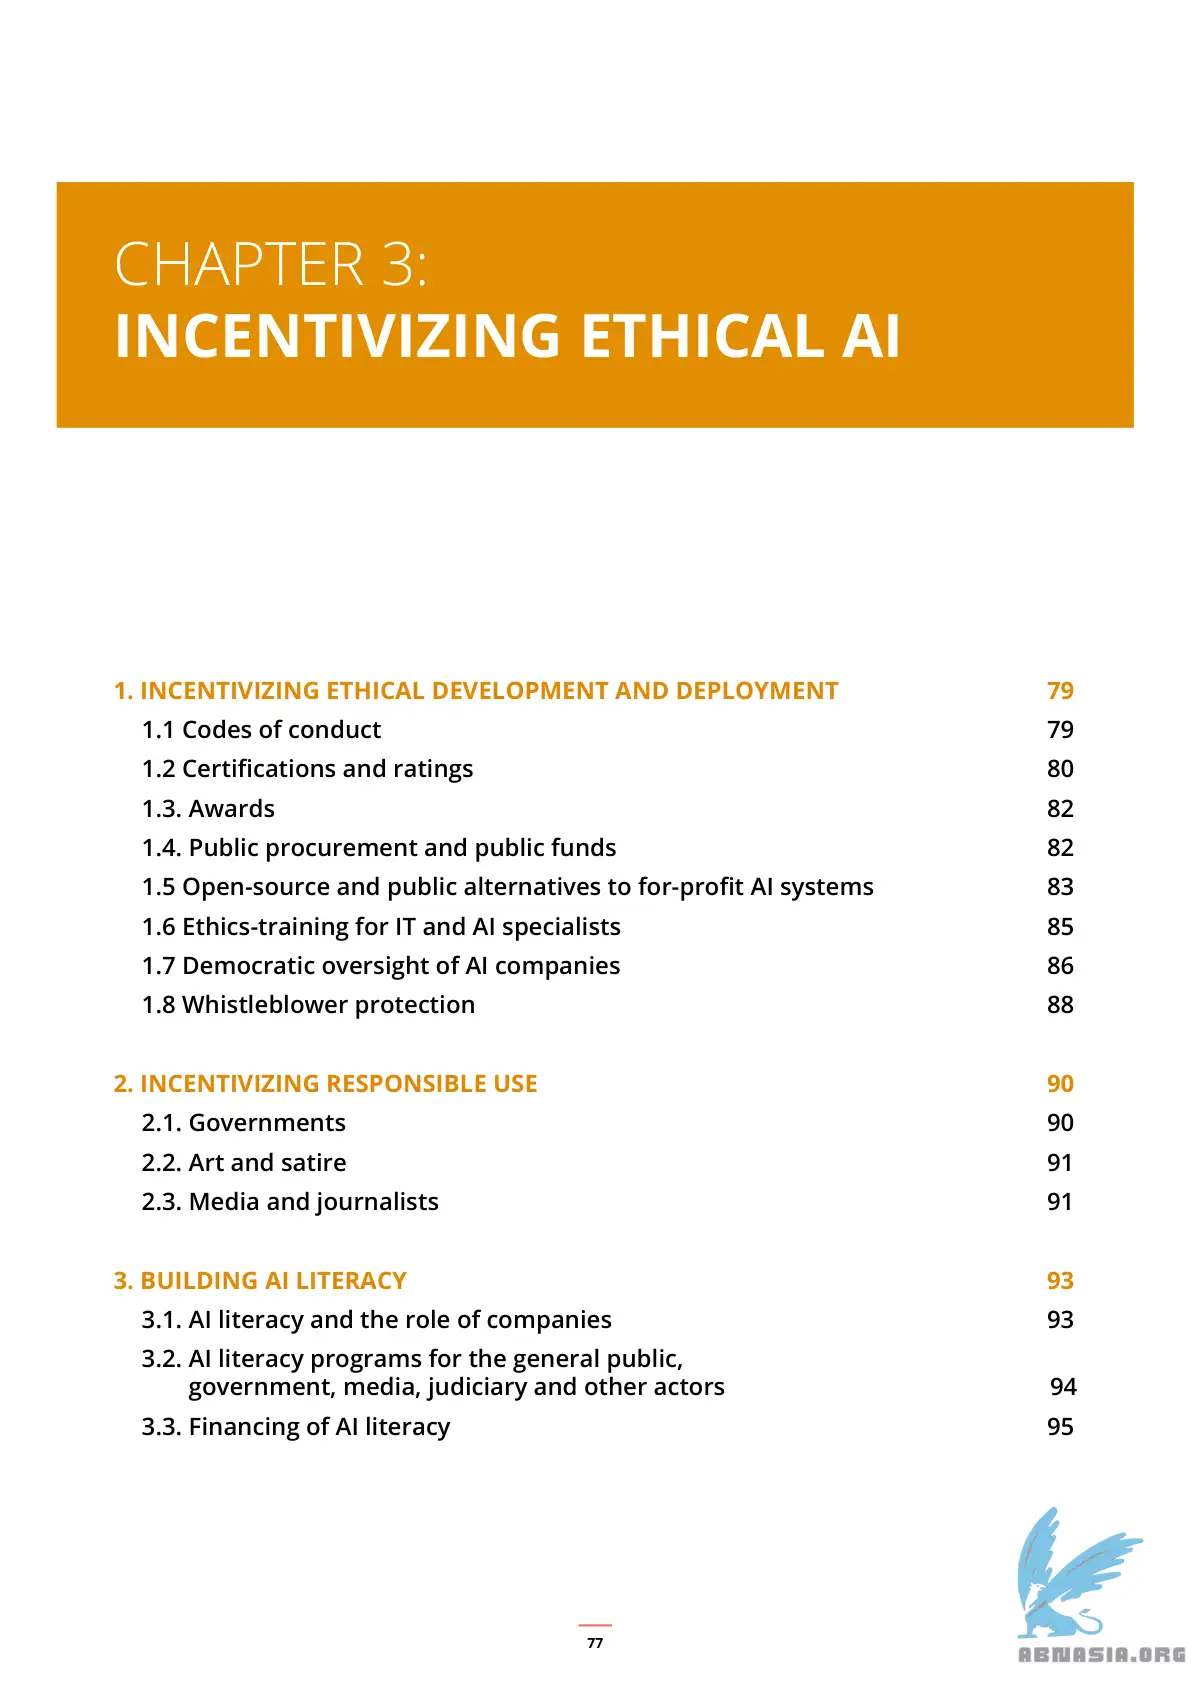 CHAPTER 3:
INCENTIVIZING ETHICAL AI
1. INCENTIVIZING ETHICAL DEVELOPMENT AND DEPLOYMENT 79
1.1 Codes of conduct 79
1.2 Certifications and ratings 80
1.3. Awards 82
1.4. Public procurement and public funds 82
1.5 Open-source and public alternatives to for-profit AI systems 83
1.6 Ethics-training for IT and AI specialists 85
1.7 Democratic oversight of AI companies 86
1.8 Whistleblower protection 88
2. INCENTIVIZING RESPONSIBLE USE 90
2.1. Governments 90
2.2. Art and satire 91
2.3. Media and journalists 91
3. BUILDING AI LITERACY 93
3.1. AI literacy and the role of companies 93
3.2. AI literacy programs for the general public,
government, media, judiciary and other actors 94
3.3. Financing of AI literacy 95
77
ABNASIA.ORG